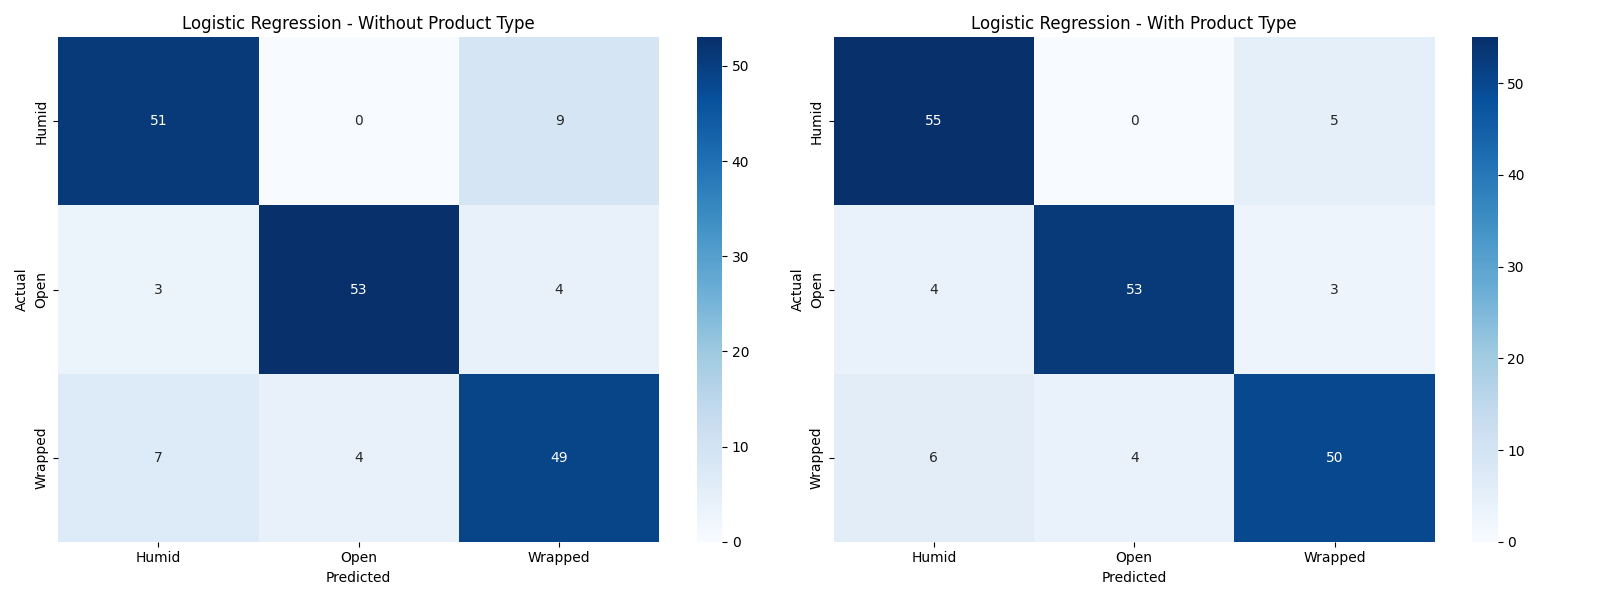 Logistic Regression - Without Product Type
Humid
51
0
9
Actual
Open
3
53
4
Wrapped
7
4
49
Humid
Open
Wrapped
Predicted
50
40
30
20
10
0
Logistic Regression - With Product Type
Humid
55
0
5
Actual
Open
4
53
3
Wrapped
6
4
50
Humid
Open
Wrapped
Predicted
50
40
30
20
10
0